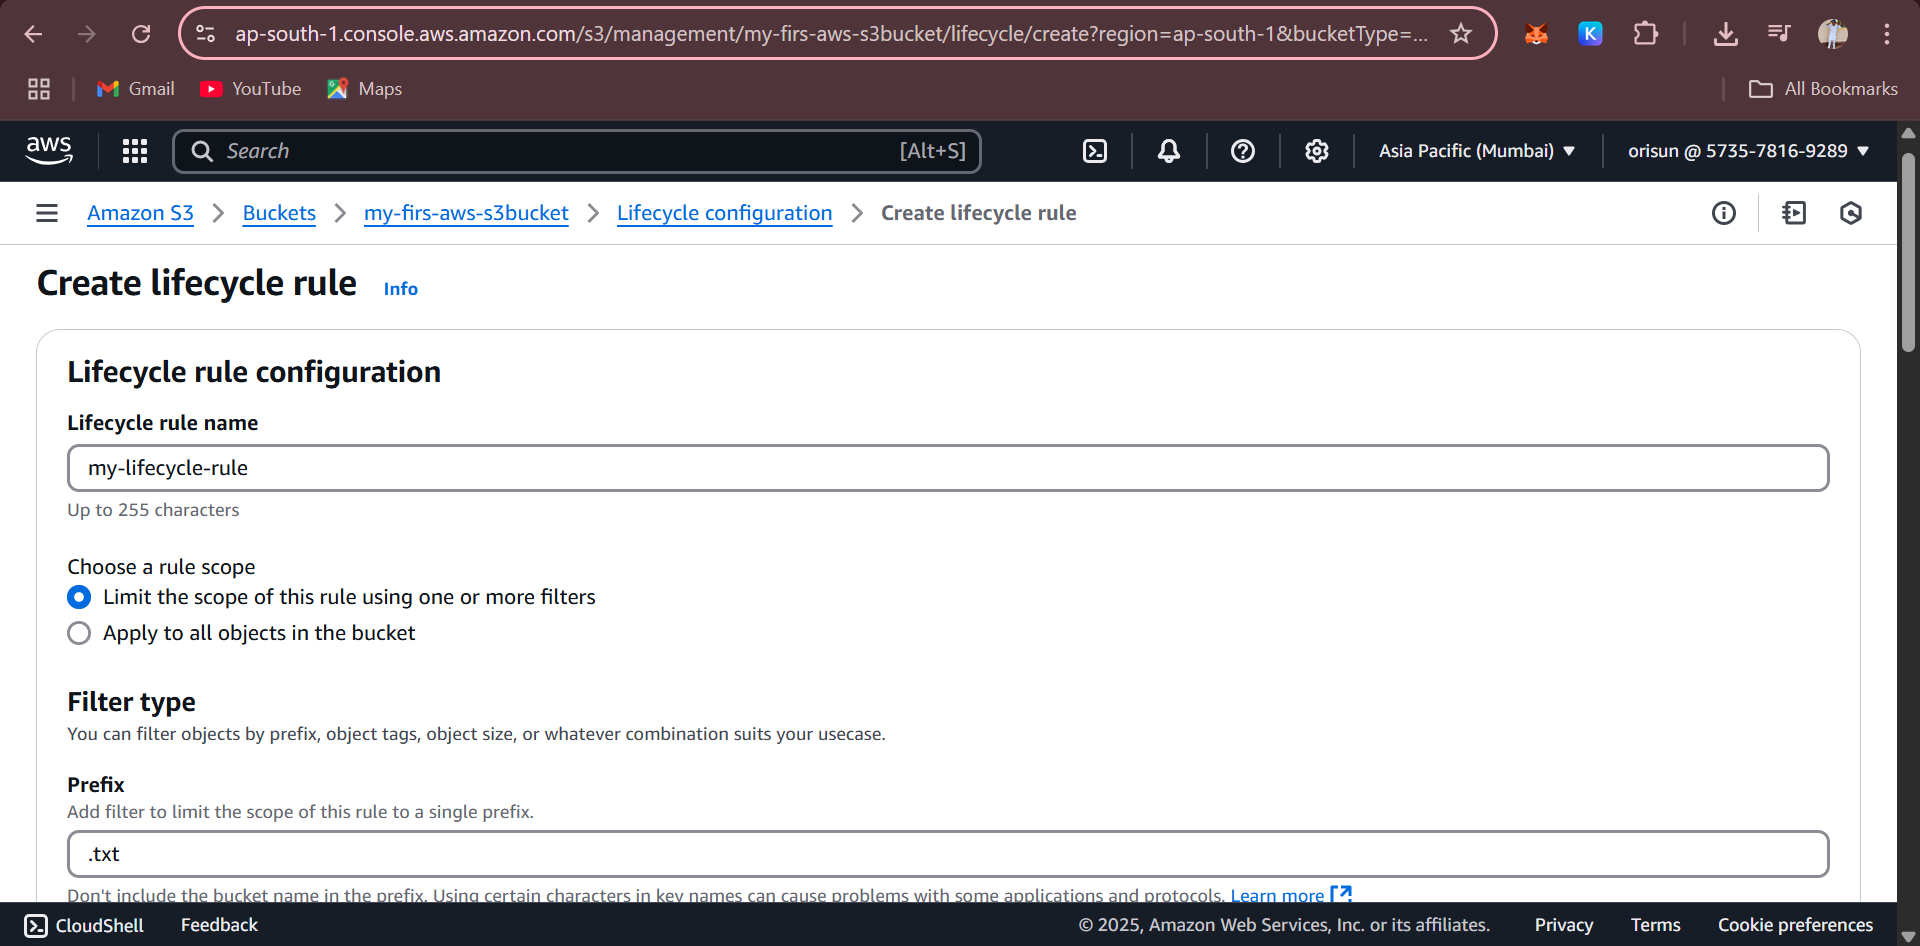 ap-south-1.console.aws.amazon.com/s3/management/my-firs-aws-s3bucket/lifecycle/create?region=ap-south-1&bucketType=...
K
Gmail
YouTube
Maps
All Bookmarks
aws
Search
[Alt+S]
Asia Pacific (Mumbai)
orisun @ 5735-7816-9289
Amazon S3 > Buckets > my-firs-aws-s3bucket > Lifecycle configuration > Create lifecycle rule
Create lifecycle rule Info
Lifecycle rule configuration
Lifecycle rule name
my-lifecycle-rule
Up to 255 characters
Choose a rule scope
Limit the scope of this rule using one or more filters
Apply to all objects in the bucket
Filter type
You can filter objects by prefix, object tags, object size, or whatever combination suits your usecase.
Prefix
Add filter to limit the scope of this rule to a single prefix.
.txt
Don't include the bucket name in the prefix. Using certain characters in key names can cause problems with some applications and protocols. Learn more
CloudShell
Feedback
© 2025, Amazon Web Services, Inc. or its affiliates.
Privacy
Terms
Cookie preferences